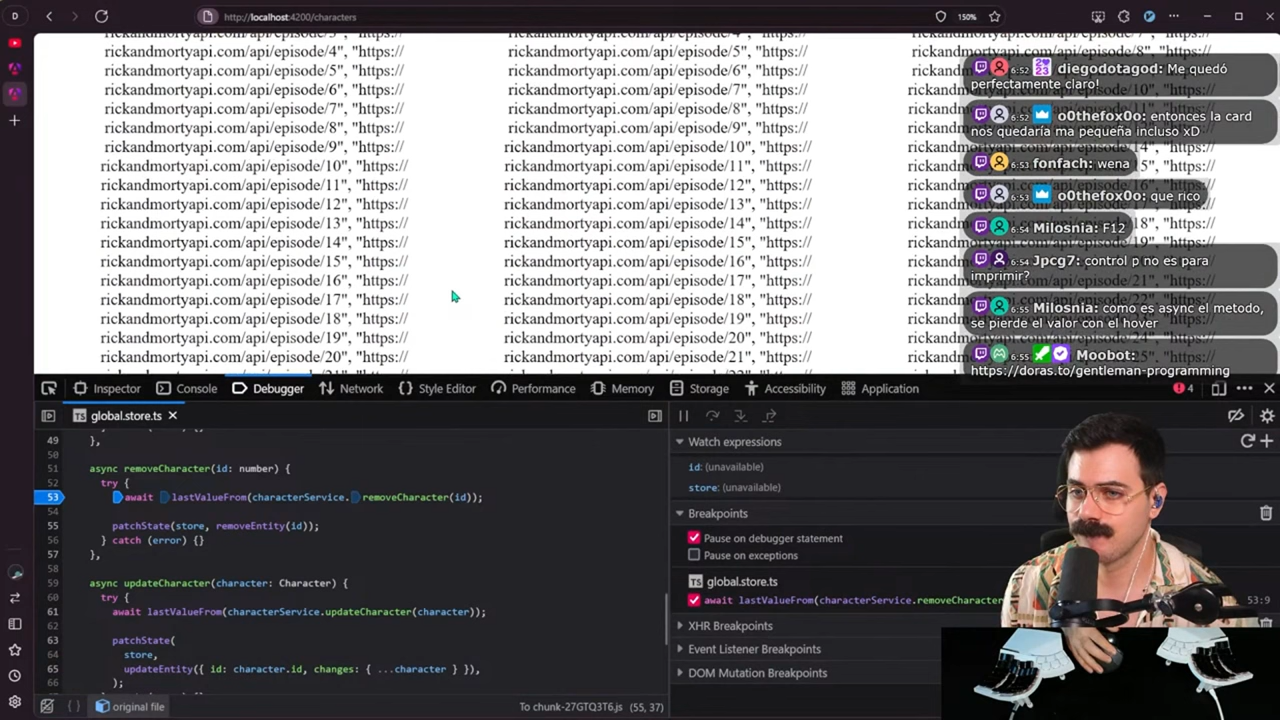 D
http://localhost:4200/characters
150%
rickandmortyapi.com/api/episode/4", "https://
rickandmortyapi.com/api/episode/5", "https://
rickandmortyapi.com/api/episode/6", "https://
rickandmortyapi.com/api/episode/7", "https://
rickandmortyapi.com/api/episode/8", "https://
rickandmortyapi.com/api/episode/9", "https://
rickandmortyapi.com/api/episode/10", "https://
rickandmortyapi.com/api/episode/11", "https://
rickandmortyapi.com/api/episode/12", "https://
rickandmortyapi.com/api/episode/13", "https://
rickandmortyapi.com/api/episode/14", "https://
rickandmortyapi.com/api/episode/15", "https://
rickandmortyapi.com/api/episode/16", "https://
rickandmortyapi.com/api/episode/17", "https://
rickandmortyapi.com/api/episode/18", "https://
rickandmortyapi.com/api/episode/19", "https://
rickandmortyapi.com/api/episode/20", "https://
rickandmortyapi.com/api/episode/5", "https://
rickandmortyapi.com/api/episode/6", "https://
rickandmortyapi.com/api/episode/7", "https://
rickandmortyapi.com/api/episode/8", "https://
rickandmortyapi.com/api/episode/9", "https://
rickandmortyapi.com/api/episode/10", "https://
rickandmortyapi.com/api/episode/11", "https://
rickandmortyapi.com/api/episode/12", "https://
rickandmortyapi.com/api/episode/13", "https://
rickandmortyapi.com/api/episode/14", "https://
rickandmortyapi.com/api/episode/15", "https://
rickandmortyapi.com/api/episode/16", "https://
rickandmortyapi.com/api/episode/17", "https://
rickandmortyapi.com/api/episode/18", "https://
rickandmortyapi.com/api/episode/19", "https://
rickandmortyapi.com/api/episode/20", "https://
rickandmortyapi.com/api/episode/21", "https://
6:52 diegodotagod: Me quedó
perfectamente claro!
6:52 o0thefox0o: entonces la card
nos quedaría ma pequeña incluso xD
6:53 fonfach: wena
6:53 o0thefox0o: que rico
6:54 Milosnia: F12
6:54 Jpcg7: control p no es para
imprimir?
6:55 Milosnia: como es async el metodo,
se pierde el valor con el hover
6:55 Moobot:
https://doras.to/gentleman-programming
Inspector Console Debugger Network Style Editor Performance Memory Storage Accessibility Application 4
global.store.ts
49 },
50
51 async removeCharacter(id: number) {
52 try {
53 await lastValueFrom(characterService.removeCharacter(id));
54
55 patchState(store, removeEntity(id));
56 } catch (error) {}
57 },
58
59 async updateCharacter(character: Character) {
60 try {
61 await lastValueFrom(characterService.updateCharacter(character));
62
63 patchState(
64 store,
65 updateEntity({ id: character.id, changes: { ...character } }),
66 );
original file
To chunk-27GTQ3T6.js (55, 37)
Watch expressions
id: (unavailable)
store: (unavailable)
Breakpoints
Pause on debugger statement
Pause on exceptions
global.store.ts
await lastValueFrom(characterService.removeCharacter 53:9
XHR Breakpoints
Event Listener Breakpoints
DOM Mutation Breakpoints